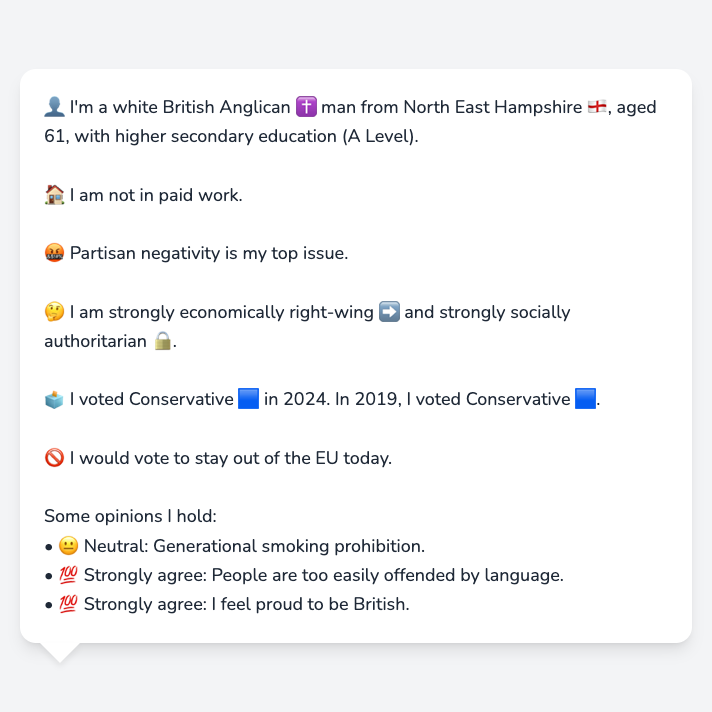 👤 I'm a white British Anglican ✝️ man from North East Hampshire 🏴󠁧󠁢󠁥󠁮󠁧󠁿, aged
61, with higher secondary education (A Level).
🏠 I am not in paid work.
🤬 Partisan negativity is my top issue.
🤔 I am strongly economically right-wing ➡️ and strongly socially
authoritarian 🔒.
🗳️ I voted Conservative 🟦 in 2024. In 2019, I voted Conservative 🟦.
🚫 I would vote to stay out of the EU today.
Some opinions I hold:
• 😐 Neutral: Generational smoking prohibition.
• 💯 Strongly agree: People are too easily offended by language.
• 💯 Strongly agree: I feel proud to be British.